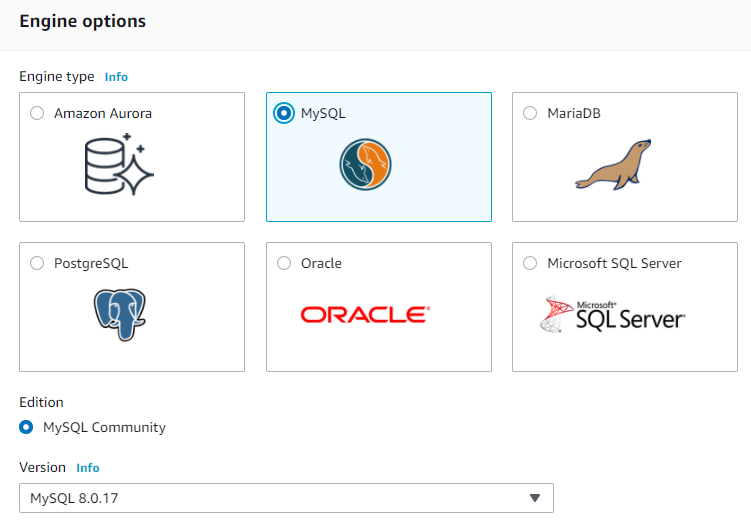 Engine options
Engine type Info
Amazon Aurora
MySQL
MariaDB
PostgreSQL
Oracle
Microsoft SQL Server
ORACLE®
Microsoft®
SQL Server®
Edition
MySQL Community
Version Info
MySQL 8.0.17